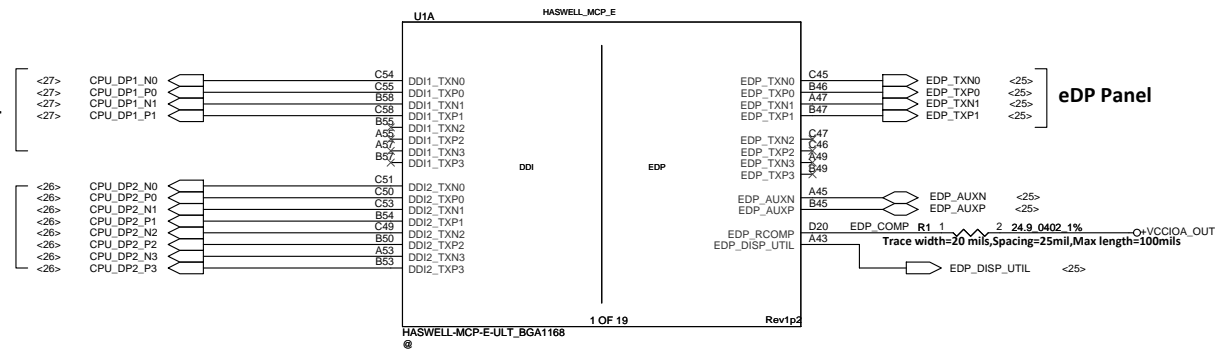 U1A
HASWELL_MCP_E
<27> CPU_DP1_N0 C54 DDI1_TXN0
<27> CPU_DP1_P0 C55 DDI1_TXP0
<27> CPU_DP1_N1 B58 DDI1_TXN1
<27> CPU_DP1_P1 C58 DDI1_TXP1
B55 DDI1_TXN2
A55 DDI1_TXP2
A57 DDI1_TXN3
B57 DDI1_TXP3
<26> CPU_DP2_N0 C51 DDI2_TXN0
<26> CPU_DP2_P0 C50 DDI2_TXP0
<26> CPU_DP2_N1 C53 DDI2_TXN1
<26> CPU_DP2_P1 B54 DDI2_TXP1
<26> CPU_DP2_N2 C49 DDI2_TXN2
<26> CPU_DP2_P2 B50 DDI2_TXP2
<26> CPU_DP2_N3 A53 DDI2_TXN3
<26> CPU_DP2_P3 B53 DDI2_TXP3
DDI
EDP
EDP_TXN0 C45 EDP_TXN0 <25>
EDP_TXP0 B46 EDP_TXP0 <25>
EDP_TXN1 A47 EDP_TXN1 <25>
EDP_TXP1 B47 EDP_TXP1 <25>
eDP Panel
EDP_TXN2 C47
EDP_TXP2 C46
EDP_TXN3 A49
EDP_TXP3 B49
EDP_AUXN A45 EDP_AUXN <25>
EDP_AUXP B45 EDP_AUXP <25>
EDP_RCOMP D20 EDP_COMP R1 1 2 24.9_0402_1% +VCCIOA_OUT
EDP_DISP_UTIL A43 Trace width=20 mils,Spacing=25mil,Max length=100mils
EDP_DISP_UTIL <25>
1 OF 19
Rev1p2
HASWELL-MCP-E-ULT_BGA1168
@